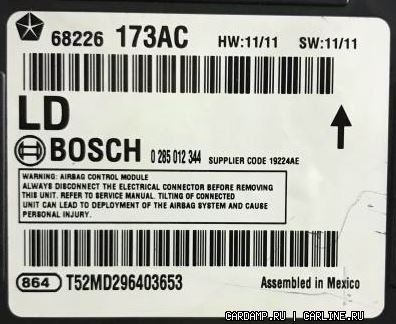 68226 173AC HW:11/11 SW:11/11
LD
BOSCH 0 285 012 344 SUPPLIER CODE 19224AE
WARNING: AIRBAG CONTROL MODULE
ALWAYS DISCONNECT THE ELECTRICAL CONNECTOR BEFORE REMOVING
THIS UNIT. REFER TO SERVICE MANUAL. TILTING OF CONNECTED
UNIT CAN LEAD TO DEPLOYMENT OF THE AIRBAG SYSTEM AND CAUSE
PERSONAL INJURY.
864 T52MD296403653 Assembled in Mexico
CARDAMP.RU | CARLINE.RU